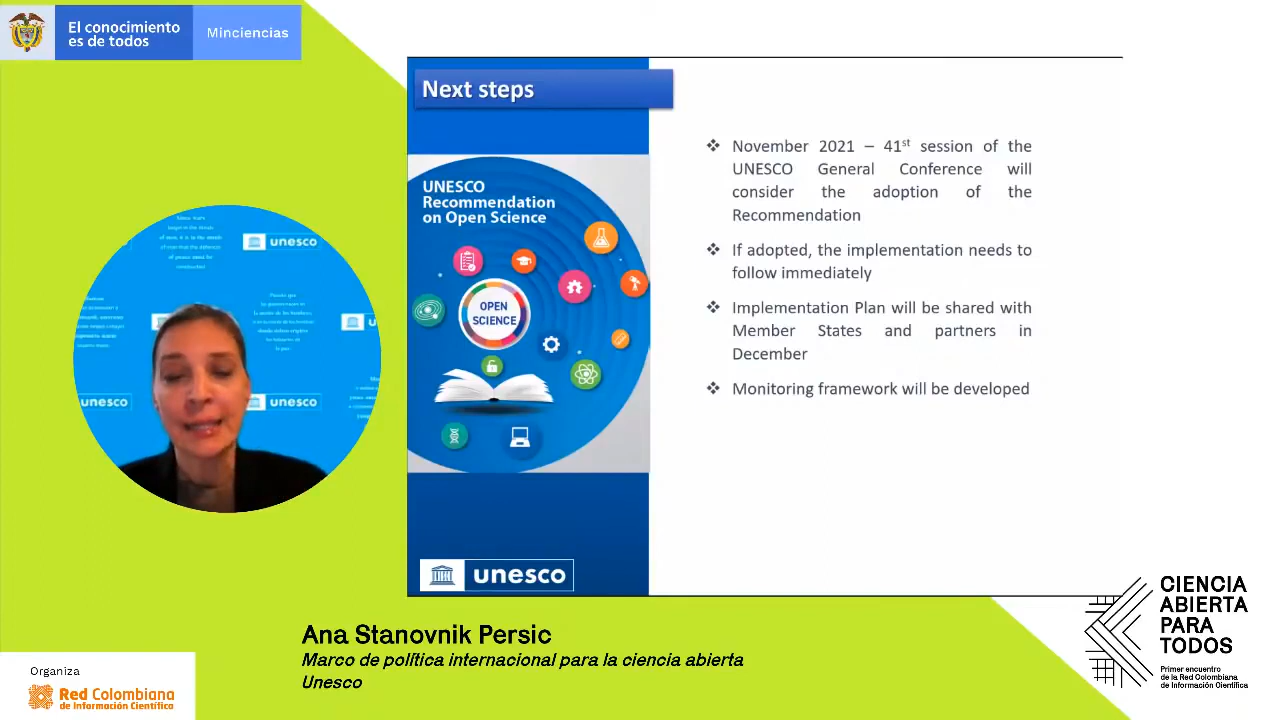 El conocimiento
es de todos
Minciencias
Next steps
UNESCO
Recommendation
on Open Science
OPEN
SCIENCE
unesco
❖ November 2021 – 41st session of the
UNESCO General Conference will
consider the adoption of the
Recommendation
❖ If adopted, the implementation needs to
follow immediately
❖ Implementation Plan will be shared with
Member States and partners in
December
❖ Monitoring framework will be developed
unesco
unesco
unesco
Ana Stanovnik Persic
Marco de política internacional para la ciencia abierta
Unesco
Organiza
Red Colombiana
de Información Científica
CIENCIA
ABIERTA
PARA
TODOS
Primer encuentro
de la Red Colombiana
de Información Científica